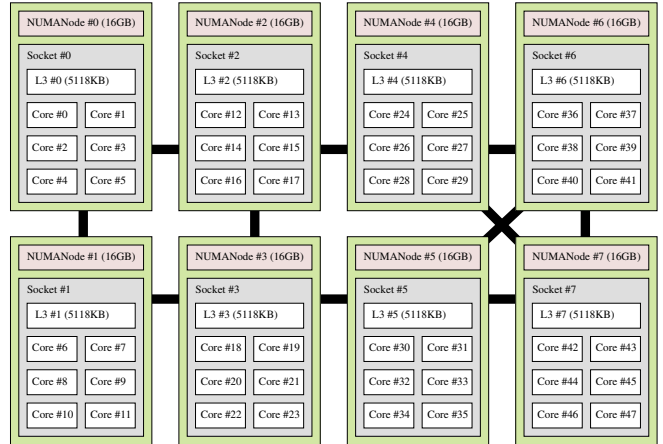 NUMANode #0 (16GB)
Socket #0
L3 #0 (5118KB)
Core #0 Core #1
Core #2 Core #3
Core #4 Core #5
NUMANode #2 (16GB)
Socket #2
L3 #2 (5118KB)
Core #12 Core #13
Core #14 Core #15
Core #16 Core #17
NUMANode #4 (16GB)
Socket #4
L3 #4 (5118KB)
Core #24 Core #25
Core #26 Core #27
Core #28 Core #29
NUMANode #6 (16GB)
Socket #6
L3 #6 (5118KB)
Core #36 Core #37
Core #38 Core #39
Core #40 Core #41
NUMANode #1 (16GB)
Socket #1
L3 #1 (5118KB)
Core #6 Core #7
Core #8 Core #9
Core #10 Core #11
NUMANode #3 (16GB)
Socket #3
L3 #3 (5118KB)
Core #18 Core #19
Core #20 Core #21
Core #22 Core #23
NUMANode #5 (16GB)
Socket #5
L3 #5 (5118KB)
Core #30 Core #31
Core #32 Core #33
Core #34 Core #35
NUMANode #7 (16GB)
Socket #7
L3 #7 (5118KB)
Core #42 Core #43
Core #44 Core #45
Core #46 Core #47